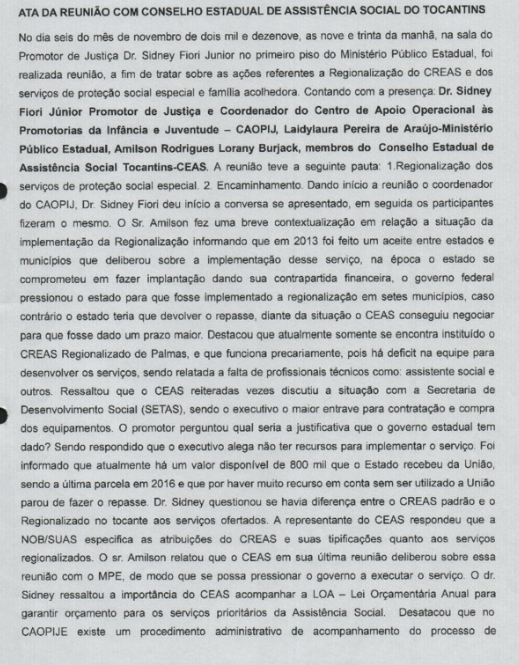 ATA DA REUNIÃO COM CONSELHO ESTADUAL DE ASSISTÊNCIA SOCIAL DO TOCANTINS
No dia seis do mês de novembro de dois mil e dezenove, as nove e trinta da manhã, na sala do
Promotor de Justiça Dr. Sidney Fiori Junior no primeiro piso do Ministério Público Estadual, foi
realizada reunião, a fim de tratar sobre as ações referentes a Regionalização do CREAS e dos
serviços de proteção social especial e família acolhedora. Contando com a presença: Dr. Sidney
Fiori Júnior Promotor de Justiça e Coordenador do Centro de Apoio Operacional às
Promotorias da Infância e Juventude – CAOPIJ, Laidylaura Pereira de Araújo-Ministério
Público Estadual, Amilson Rodrigues Lorany Burjack, membros do Conselho Estadual de
Assistência Social Tocantins-CEAS. A reunião teve a seguinte pauta: 1.Regionalização dos
serviços de proteção social especial. 2. Encaminhamento. Dando início a reunião o coordenador
do CAOPIJ, Dr. Sidney Fiori deu início a conversa se apresentado, em seguida os participantes
fizeram o mesmo. O Sr. Amilson fez uma breve contextualização em relação a situação da
implementação da Regionalização informando que em 2013 foi feito um aceite entre estados e
municípios que deliberou sobre a implementação desse serviço, na época o estado se
comprometeu em fazer implantação dando sua contrapartida financeira, o governo federal
pressionou o estado para que fosse implementado a regionalização em setes municípios, caso
contrário o estado teria que devolver o repasse, diante da situação o CEAS conseguiu negociar
para que fosse dado um prazo maior. Destacou que atualmente somente se encontra instituído o
CREAS Regionalizado de Palmas, e que funciona precariamente, pois há deficit na equipe para
desenvolver os serviços, sendo relatada a falta de profissionais técnicos como: assistente social e
outros. Ressaltou que o CEAS reiteradas vezes discutiu a situação com a Secretaria de
Desenvolvimento Social (SETAS), sendo o executivo o maior entrave para contratação e compra
dos equipamentos. O promotor perguntou qual seria a justificativa que o governo estadual tem
dado? Sendo respondido que o executivo alega não ter recursos para implementar o serviço. Foi
informado que atualmente há um valor disponível de 800 mil que o Estado recebeu da União,
sendo a última parcela em 2016 e que por haver muito recurso em conta sem ser utilizado a União
parou de fazer o repasse. Dr. Sidney questionou se havia diferença entre o CREAS padrão e o
Regionalizado no tocante aos serviços ofertados. A representante do CEAS respondeu que a
NOB/SUAS especifica as atribuições do CREAS e suas tipificações quanto aos serviços
regionalizados. O sr. Amilson relatou que o CEAS em sua última reunião deliberou sobre essa
reunião com o MPE, de modo que se possa pressionar o governo a executar o serviço. O dr.
Sidney ressaltou a importância do CEAS acompanhar a LOA – Lei Orçamentária Anual para
garantir orçamento para os serviços prioritários da Assistência Social. Desatacou que no
CAOPIJE existe um procedimento administrativo de acompanhamento do processo de